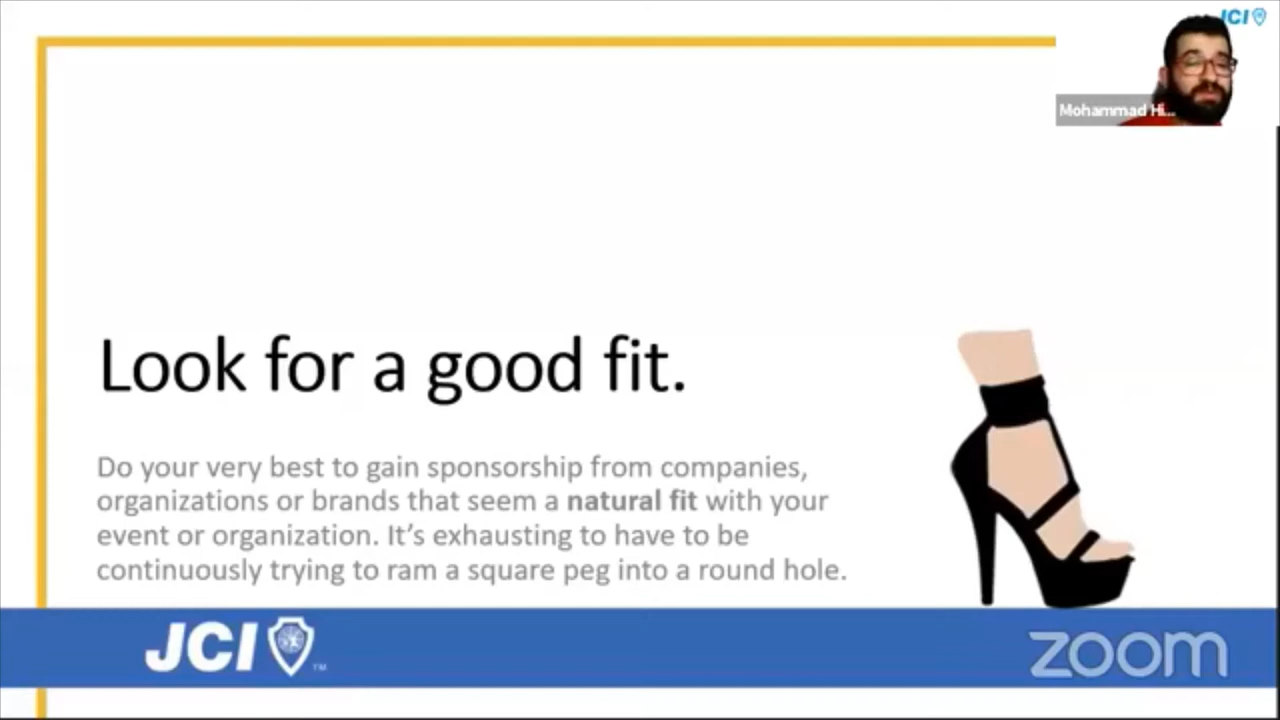 JCI
Mohammad Hi...
Look for a good fit.
Do your very best to gain sponsorship from companies,
organizations or brands that seem a natural fit with your
event or organization. It’s exhausting to have to be
continuously trying to ram a square peg into a round hole.
JCI TM
zoom